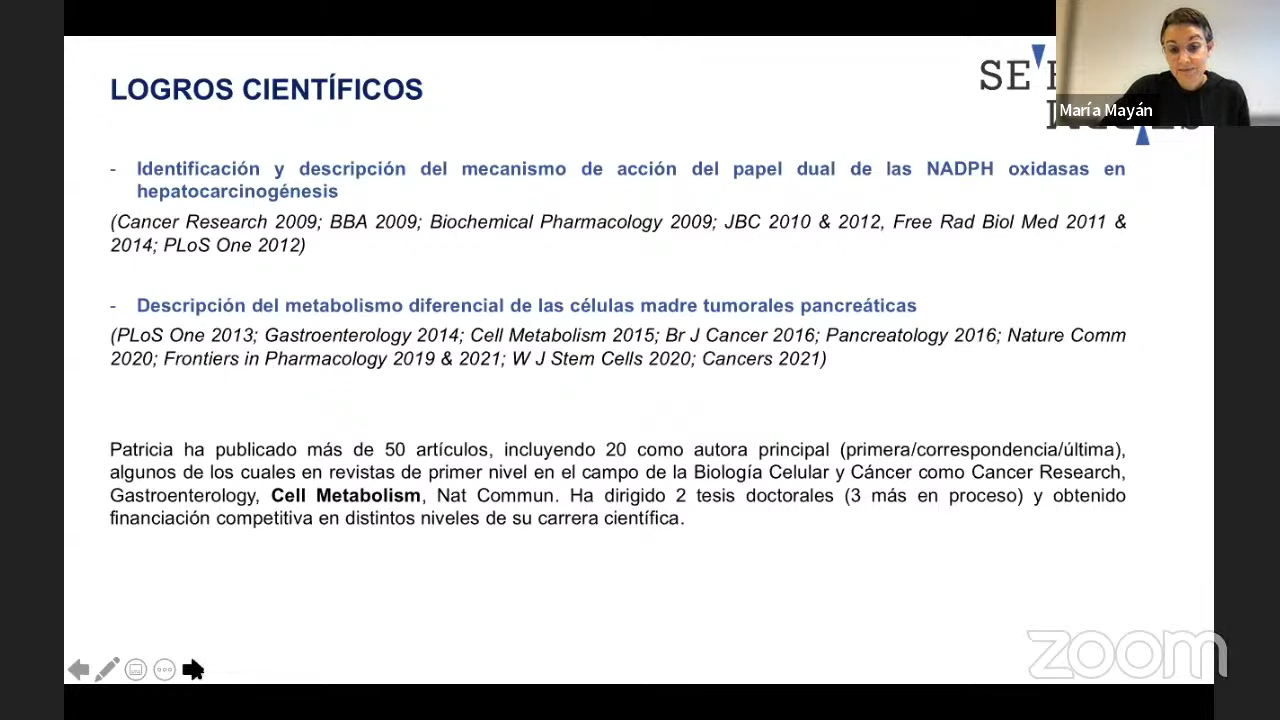 LOGROS CIENTÍFICOS
SE
María Mayán
- Identificación y descripción del mecanismo de acción del papel dual de las NADPH oxidasas en
hepatocarcinogénesis
(Cancer Research 2009; BBA 2009; Biochemical Pharmacology 2009; JBC 2010 & 2012, Free Rad Biol Med 2011 &
2014; PLoS One 2012)
- Descripción del metabolismo diferencial de las células madre tumorales pancreáticas
(PLoS One 2013; Gastroenterology 2014; Cell Metabolism 2015; Br J Cancer 2016; Pancreatology 2016; Nature Comm
2020; Frontiers in Pharmacology 2019 & 2021; W J Stem Cells 2020; Cancers 2021)
Patricia ha publicado más de 50 artículos, incluyendo 20 como autora principal (primera/correspondencia/última),
algunos de los cuales en revistas de primer nivel en el campo de la Biología Celular y Cáncer como Cancer Research,
Gastroenterology, Cell Metabolism, Nat Commun. Ha dirigido 2 tesis doctorales (3 más en proceso) y obtenido
financiación competitiva en distintos niveles de su carrera científica.
zoom